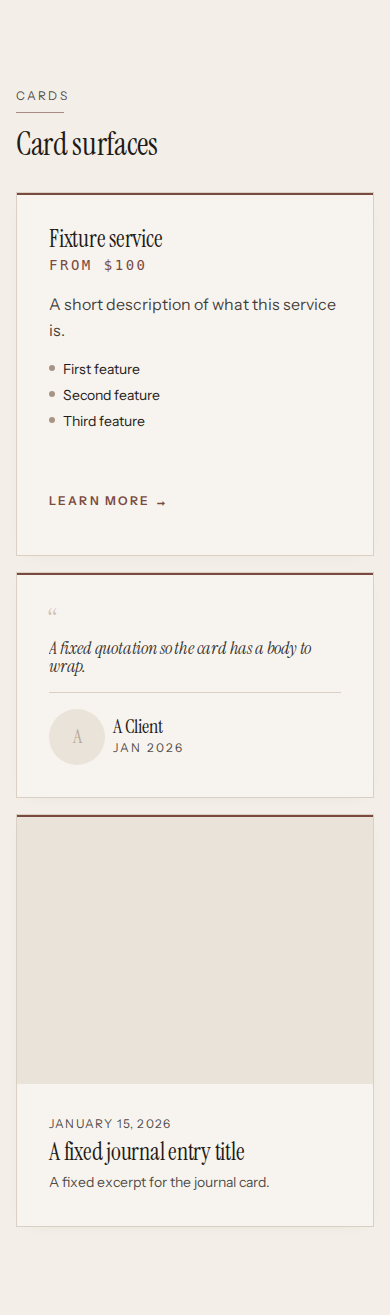 CARDS
Card surfaces
Fixture service
FROM $100
A short description of what this service
is.
First feature
Second feature
Third feature
LEARN MORE →
“
A fixed quotation so the card has a body to
wrap.
A
A Client
JAN 2026
JANUARY 15, 2026
A fixed journal entry title
A fixed excerpt for the journal card.